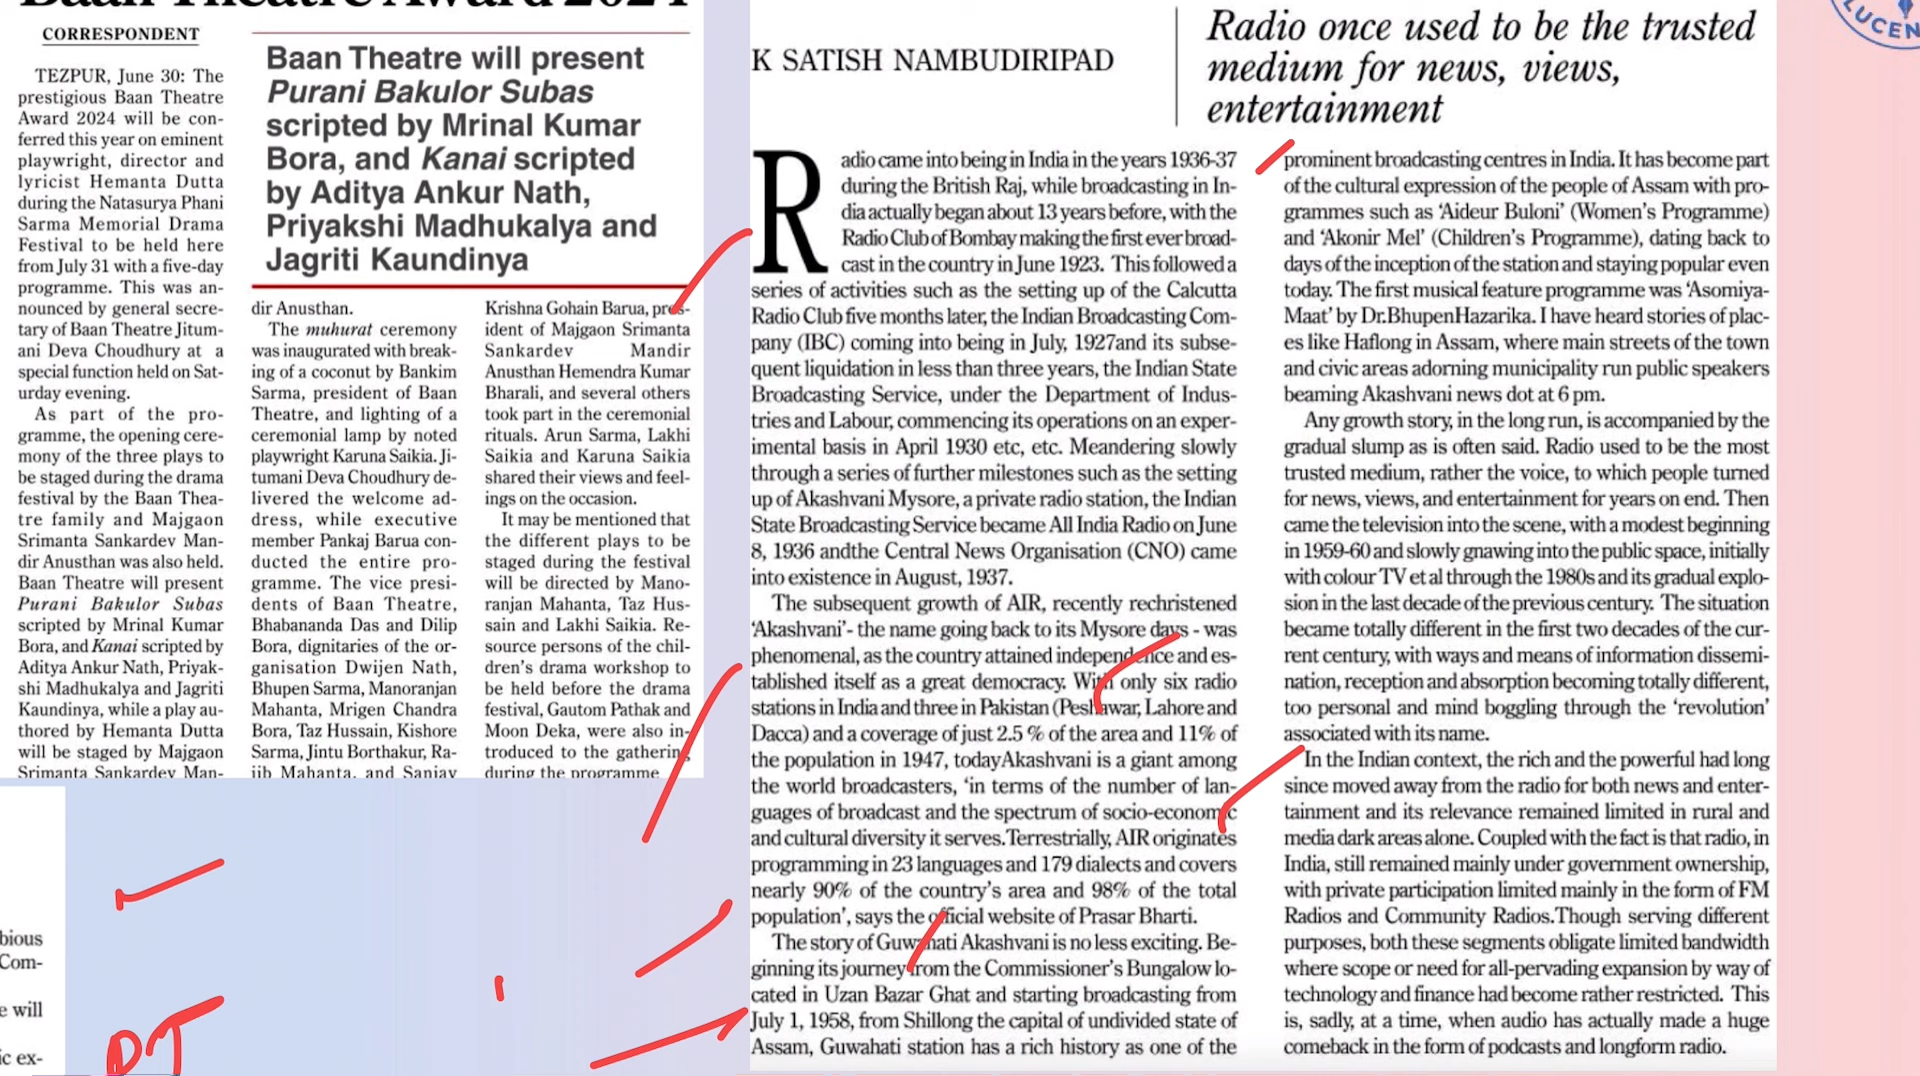 Baan Theatre Award 2024
CORRESPONDENT
TEZPUR, June 30: The
prestigious Baan Theatre
Award 2024 will be con-
ferred this year on eminent
playwright, director and
lyricist Hemanta Dutta
during the Natasurya Phani
Sarma Memorial Drama
Festival to be held here
from July 31 with a five-day
programme. This was an-
nounced by general secre-
tary of Baan Theatre Jitum-
ani Deva Choudhury at a
special function held on Sat-
urday evening.
As part of the pro-
gramme, the opening cere-
mony of the three plays to
be staged during the drama
festival by the Baan Thea-
tre family and Majgaon
Srimanta Sankardev Man-
dir Anusthan was also held.
Baan Theatre will present
Purani Bakulor Subas
scripted by Mrinal Kumar
Bora, and Kanai scripted by
Aditya Ankur Nath, Priyak-
shi Madhukalya and Jagriti
Kaundinya, while a play au-
thored by Hemanta Dutta
will be staged by Majgaon
Srimanta Sankardev Man-
Baan Theatre will present
Purani Bakulor Subas
scripted by Mrinal Kumar
Bora, and Kanai scripted
by Aditya Ankur Nath,
Priyakshi Madhukalya and
Jagriti Kaundinya
dir Anusthan.
The muhurat ceremony
was inaugurated with break-
ing of a coconut by Bankim
Sarma, president of Baan
Theatre, and lighting of a
ceremonial lamp by noted
playwright Karuna Saikia. Ji-
tumani Deva Choudhury de-
livered the welcome ad-
dress, while executive
member Pankaj Barua con-
ducted the entire pro-
gramme. The vice presi-
dents of Baan Theatre,
Bhabananda Das and Dilip
Bora, dignitaries of the or-
ganisation Dwijen Nath,
Bhupen Sarma, Manoranjan
Mahanta, Mrigen Chandra
Bora, Taz Hussain, Kishore
Sarma, Jintu Borthakur, Ra-
jib Mahanta, and Sanjay
Krishna Gohain Barua, pres-
ident of Majgaon Srimanta
Sankardev Mandir
Anusthan Hemendra Kumar
Bharali, and several others
took part in the ceremonial
rituals. Arun Sarma, Lakhi
Saikia and Karuna Saikia
shared their views and feel-
ings on the occasion.
It may be mentioned that
the different plays to be
staged during the festival
will be directed by Mano-
ranjan Mahanta, Taz Hus-
sain and Lakhi Saikia. Re-
source persons of the chil-
dren's drama workshop to
be held before the drama
festival, Gautom Pathak and
Moon Deka, were also in-
troduced to the gathering
during the programme
bious
Com-
e will
ic ex-
DT
K SATISH NAMBUDIRIPAD
Radio once used to be the trusted
medium for news, views,
entertainment
Radio came into being in India in the years 1936-37
during the British Raj, while broadcasting in In-
dia actually began about 13 years before, with the
Radio Club of Bombay making the first ever broad-
cast in the country in June 1923. This followed a
series of activities such as the setting up of the Calcutta
Radio Club five months later, the Indian Broadcasting Com-
pany (IBC) coming into being in July, 1927and its subse-
quent liquidation in less than three years, the Indian State
Broadcasting Service, under the Department of Indus-
tries and Labour, commencing its operations on an exper-
imental basis in April 1930 etc, etc. Meandering slowly
through a series of further milestones such as the setting
up of Akashvani Mysore, a private radio station, the Indian
State Broadcasting Service became All India Radio on June
8, 1936 andthe Central News Organisation (CNO) came
into existence in August, 1937.
The subsequent growth of AIR, recently rechristened
'Akashvani'- the name going back to its Mysore days - was
phenomenal, as the country attained independence and es-
tablished itself as a great democracy. With only six radio
stations in India and three in Pakistan (Peshawar, Lahore and
Dacca) and a coverage of just 2.5 % of the area and 11% of
the population in 1947, todayAkashvani is a giant among
the world broadcasters, 'in terms of the number of lan-
guages of broadcast and the spectrum of socio-economic
and cultural diversity it serves.Terrestrially, AIR originates
programming in 23 languages and 179 dialects and covers
nearly 90% of the country's area and 98% of the total
population', says the official website of Prasar Bharti.
The story of Guwahati Akashvani is no less exciting. Be-
ginning its journey from the Commissioner's Bungalow lo-
cated in Uzan Bazar Ghat and starting broadcasting from
July 1, 1958, from Shillong the capital of undivided state of
Assam, Guwahati station has a rich history as one of the
prominent broadcasting centres in India. It has become part
of the cultural expression of the people of Assam with pro-
grammes such as 'Aideur Buloni' (Women's Programme)
and 'Akonir Mel' (Children's Programme), dating back to
days of the inception of the station and staying popular even
today. The first musical feature programme was 'Asomiya-
Maat' by Dr.BhupenHazarika. I have heard stories of plac-
es like Haflong in Assam, where main streets of the town
and civic areas adorning municipality run public speakers
beaming Akashvani news dot at 6 pm.
Any growth story, in the long run, is accompanied by the
gradual slump as is often said. Radio used to be the most
trusted medium, rather the voice, to which people turned
for news, views, and entertainment for years on end. Then
came the television into the scene, with a modest beginning
in 1959-60 and slowly gnawing into the public space, initially
with colour TV et al through the 1980s and its gradual explo-
sion in the last decade of the previous century. The situation
became totally different in the first two decades of the cur-
rent century, with ways and means of information dissemi-
nation, reception and absorption becoming totally different,
too personal and mind boggling through the 'revolution'
associated with its name.
In the Indian context, the rich and the powerful had long
since moved away from the radio for both news and enter-
tainment and its relevance remained limited in rural and
media dark areas alone. Coupled with the fact is that radio, in
India, still remained mainly under government ownership,
with private participation limited mainly in the form of FM
Radios and Community Radios.Though serving different
purposes, both these segments obligate limited bandwidth
where scope or need for all-pervading expansion by way of
technology and finance had become rather restricted. This
is, sadly, at a time, when audio has actually made a huge
comeback in the form of podcasts and longform radio.
LUCEN